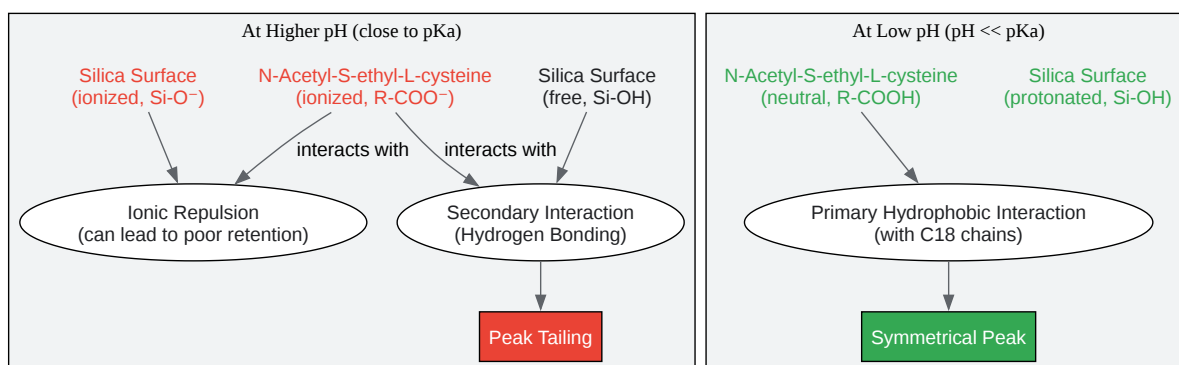 At Higher pH (close to pKa)
Silica Surface
(ionized, Si-O⁻)
N-Acetyl-S-ethyl-L-cysteine
(ionized, R-COO⁻)
Silica Surface
(free, Si-OH)
interacts with
interacts with
Ionic Repulsion
(can lead to poor retention)
Secondary Interaction
(Hydrogen Bonding)
Peak Tailing
At Low pH (pH << pKa)
N-Acetyl-S-ethyl-L-cysteine
(neutral, R-COOH)
Silica Surface
(protonated, Si-OH)
Primary Hydrophobic Interaction
(with C18 chains)
Symmetrical Peak